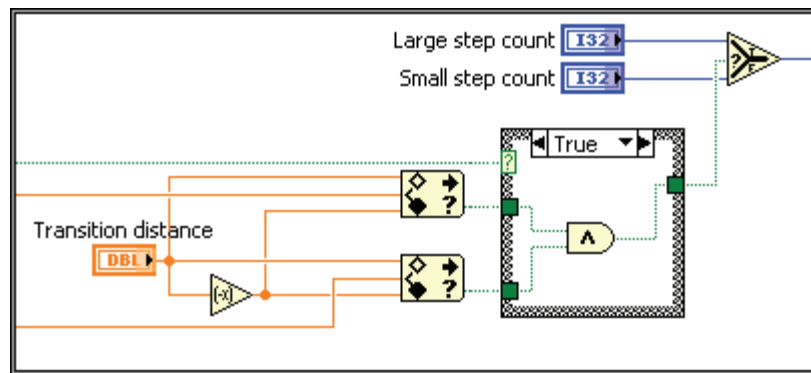 Large step count I32
Small step count I32
? T F
True
?
?
Transition distance
DBL
(-x)
?
Λ